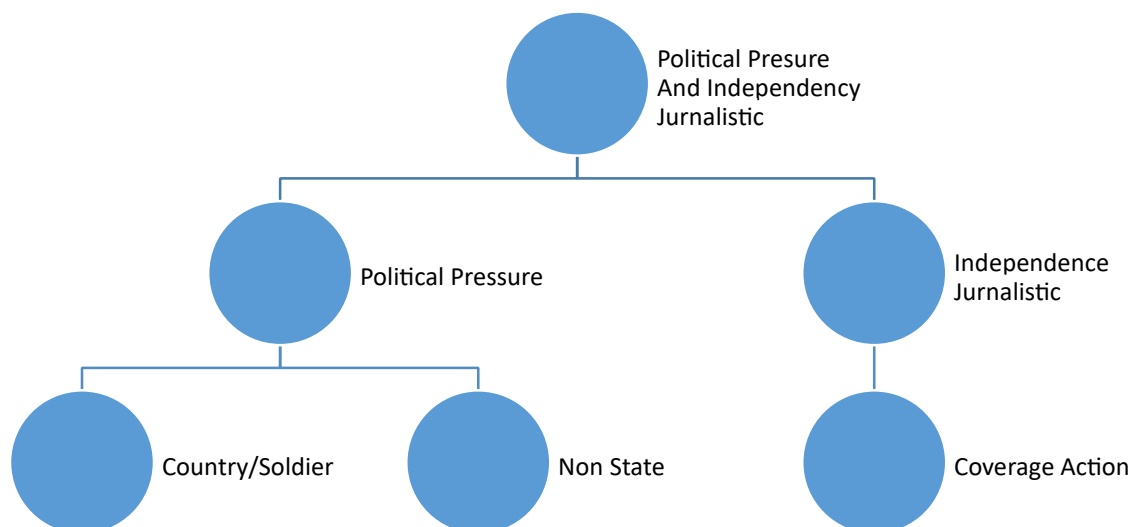 Political Presure
And Independency
Jurnalistic
Political Pressure
Independence
Jurnalistic
Country/Soldier
Non State
Coverage Action